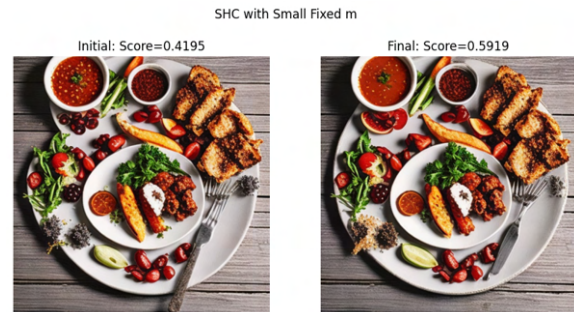 SHC with Small Fixed m
Initial: Score=0.4195
Final: Score=0.5919